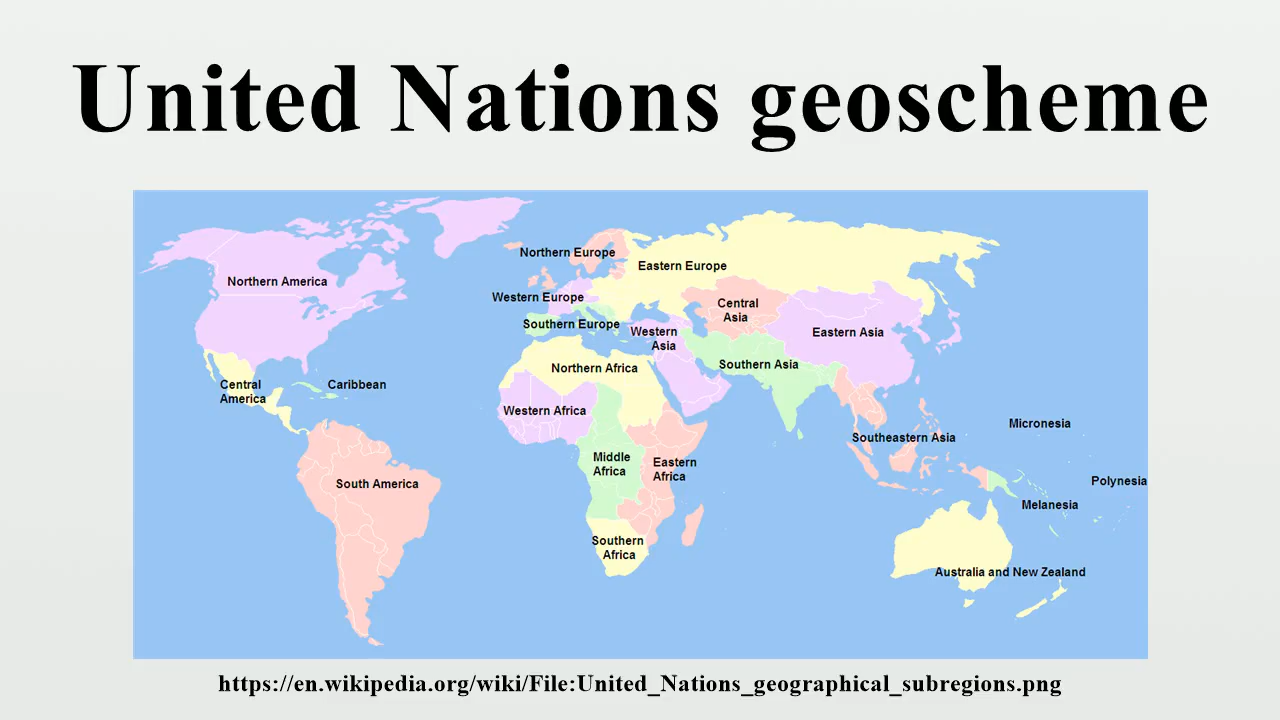 United Nations geoscheme
Northern Europe
Eastern Europe
Northern America
Western Europe
Central
Asia
Southern Europe
Western
Asia
Eastern Asia
Northern Africa
Southern Asia
Central
America
Caribbean
Western Africa
Micronesia
Southeastern Asia
Middle
Africa
Eastern
Africa
South America
Polynesia
Melanesia
Southern
Africa
Australia and New Zealand
https://en.wikipedia.org/wiki/File:United_Nations_geographical_subregions.png